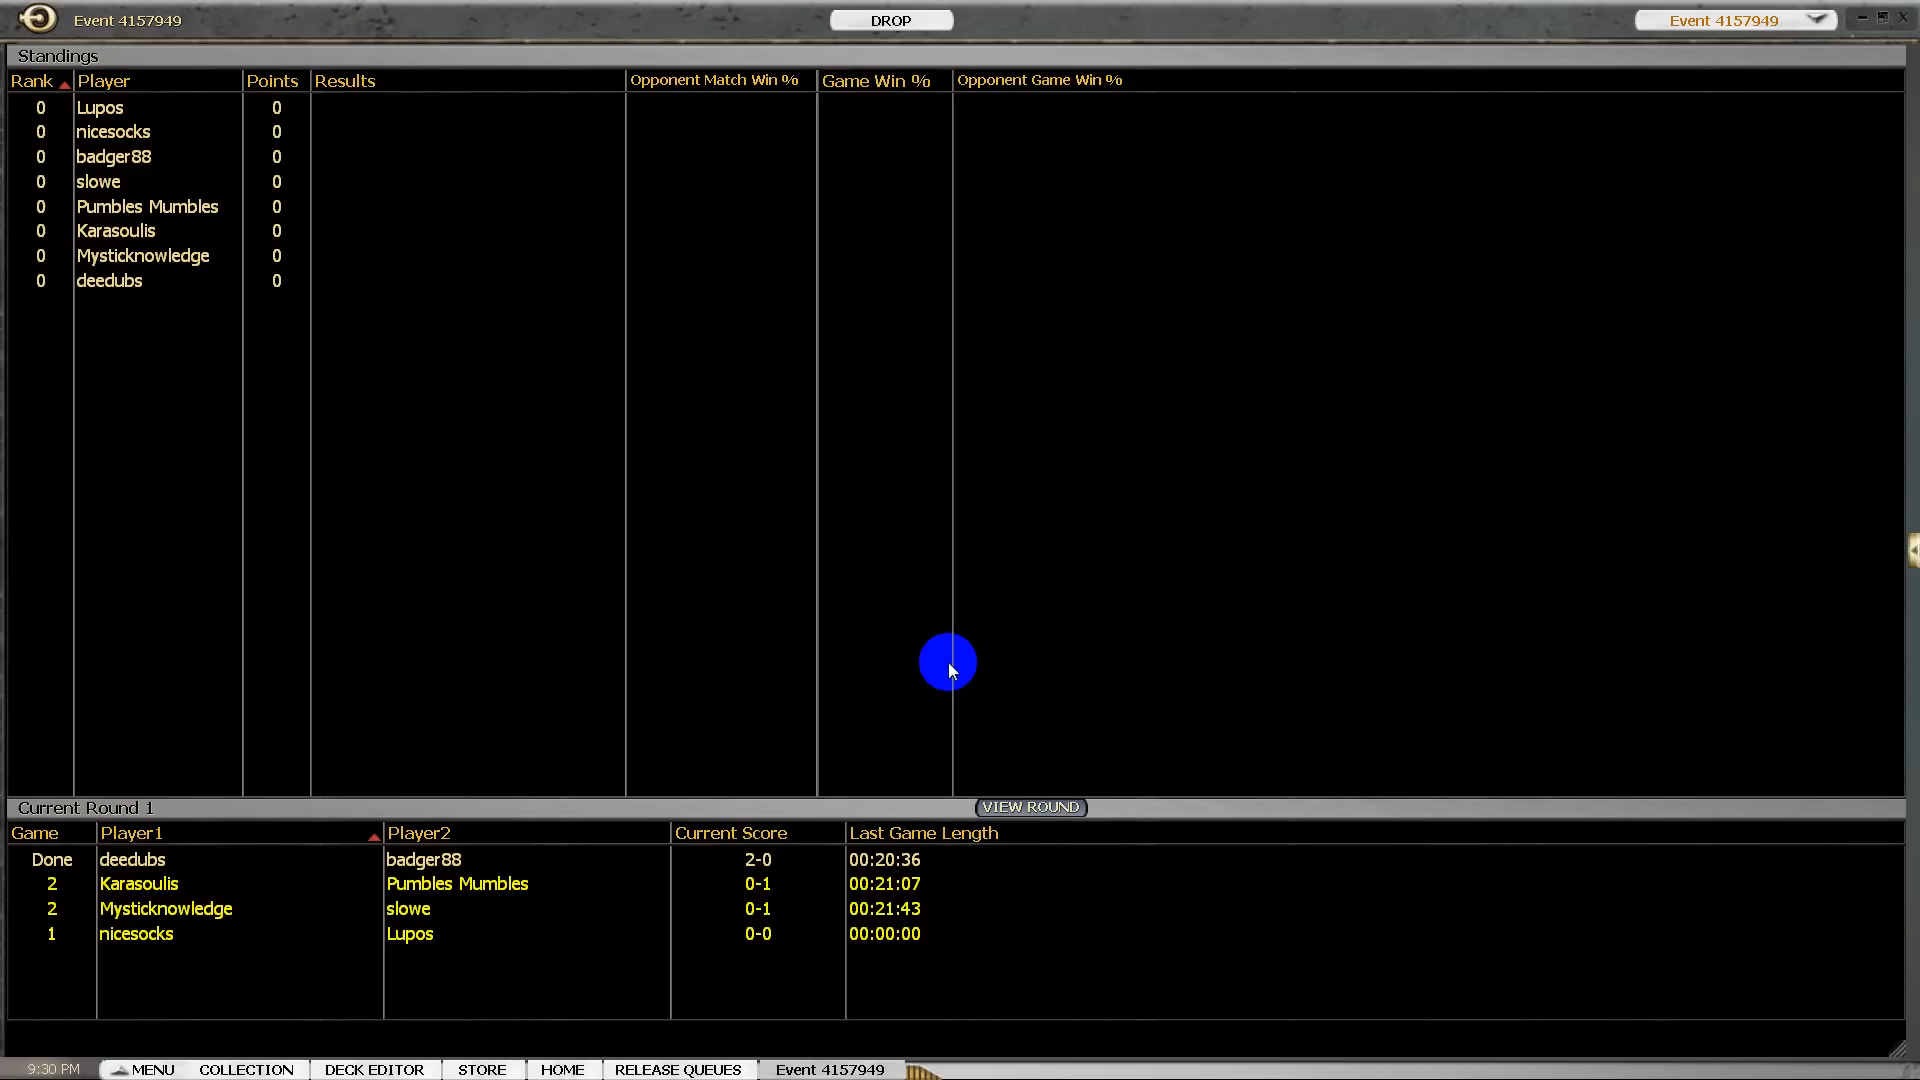 Event 4157949 DROP Event 4157949 X
Standings
Rank Player Points Results Opponent Match Win % Game Win % Opponent Game Win %
0 Lupos 0
0 nicesocks 0
0 badger88 0
0 slowe 0
0 Pumbles Mumbles 0
0 Karasoulis 0
0 Mysticknowledge 0
0 deedubs 0
Current Round 1 VIEW ROUND
Game Player1 Player2 Current Score Last Game Length
Done deedubs badger88 2-0 00:20:36
2 Karasoulis Pumbles Mumbles 0-1 00:21:07
2 Mysticknowledge slowe 0-1 00:21:43
1 nicesocks Lupos 0-0 00:00:00
9:30 PM MENU COLLECTION DECK EDITOR STORE HOME RELEASE QUEUES Event 4157949